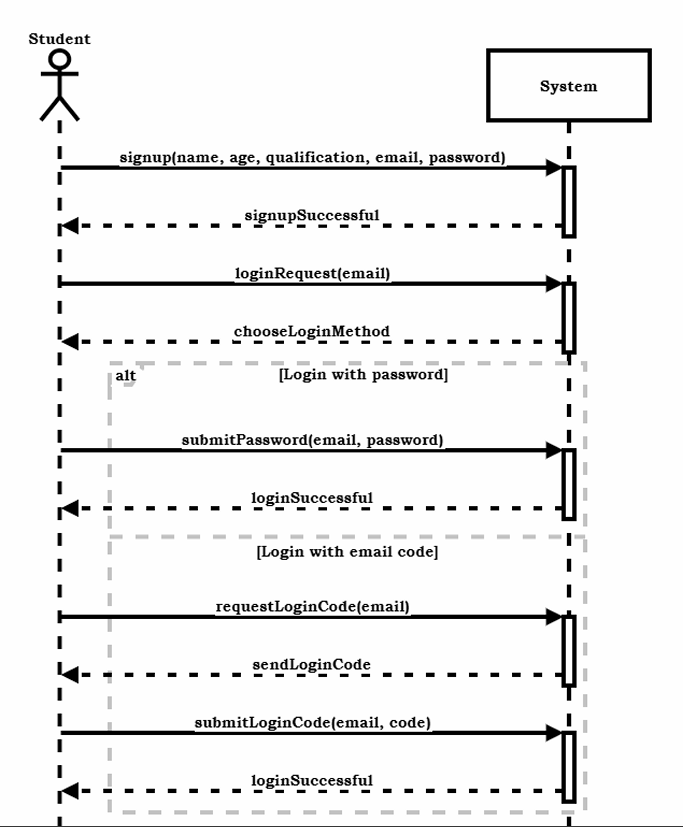 Student
System
signup(name, age, qualification, email, password)
signupSuccessful
loginRequest(email)
chooseLoginMethod
alt
[Login with password]
submitPassword(email, password)
loginSuccessful
[Login with email code]
requestLoginCode(email)
sendLoginCode
submitLoginCode(email, code)
loginSuccessful